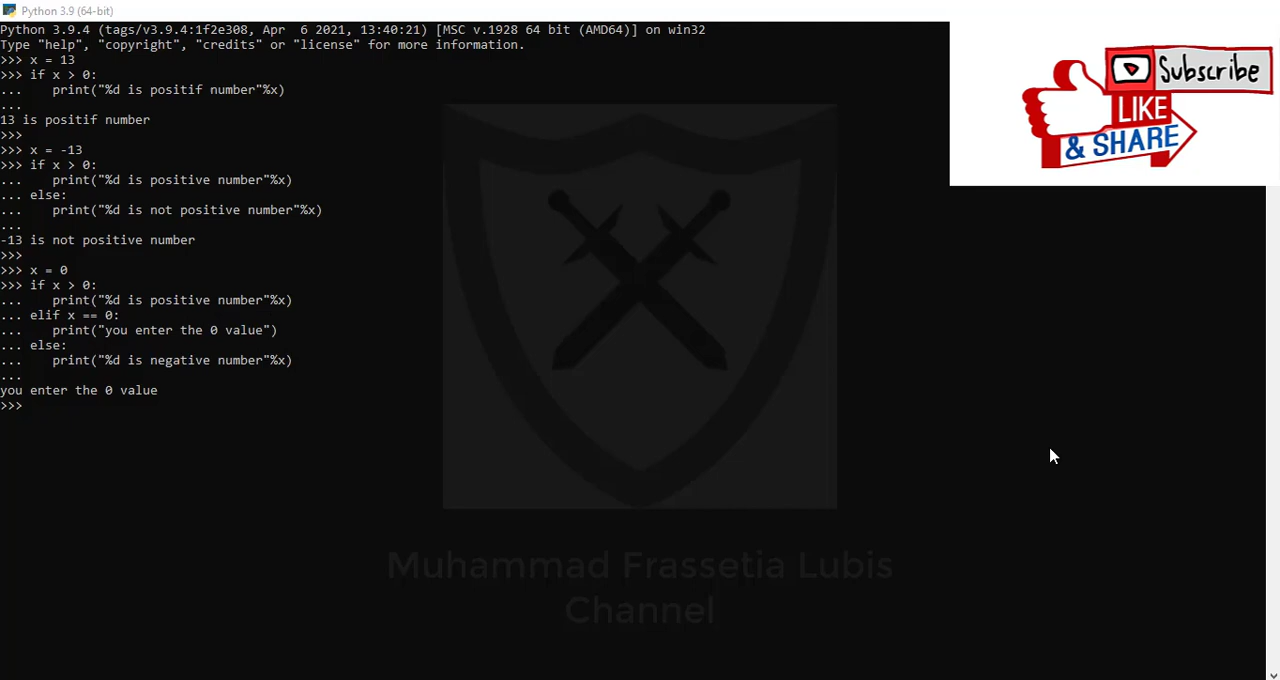 Python 3.9 (64-bit)
Python 3.9.4 (tags/v3.9.4:1f2e308, Apr  6 2021, 13:40:21) [MSC v.1928 64 bit (AMD64)] on win32
Type "help", "copyright", "credits" or "license" for more information.
>>> x = 13
>>> if x > 0:
...    print("%d is positif number"%x)
...
13 is positif number
>>>
>>> x = -13
>>> if x > 0:
...    print("%d is positive number"%x)
... else:
...    print("%d is not positive number"%x)
...
-13 is not positive number
>>>
>>> x = 0
>>> if x > 0:
...    print("%d is positive number"%x)
... elif x == 0:
...    print("you enter the 0 value")
... else:
...    print("%d is negative number"%x)
...
you enter the 0 value
>>>
Subscribe
LIKE
& SHARE
Muhammad Frassetia Lubis
Channel